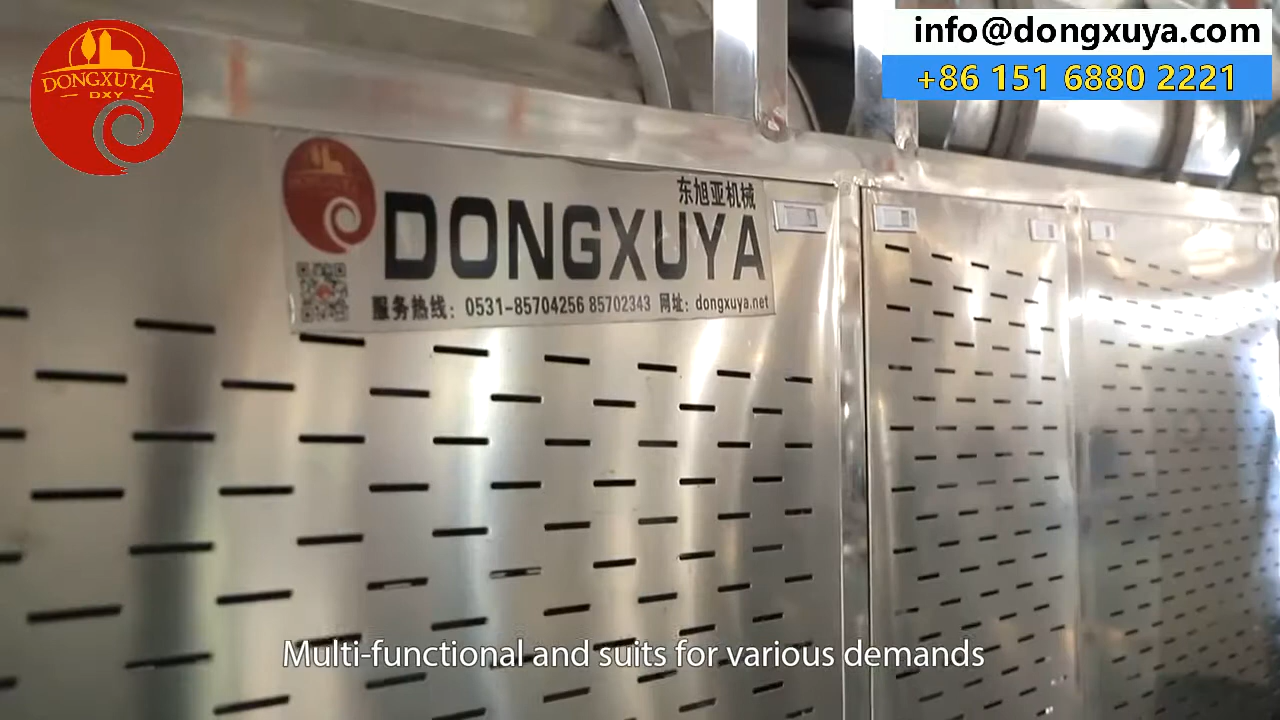 info@dongxuya.com
+86 151 6880 2221
DONGXUYA
DXY
东旭亚机械
DONGXUYA
服务热线：0531-85704256 85702343 网址：dongxuya.net
Multi-functional and suits for various demands